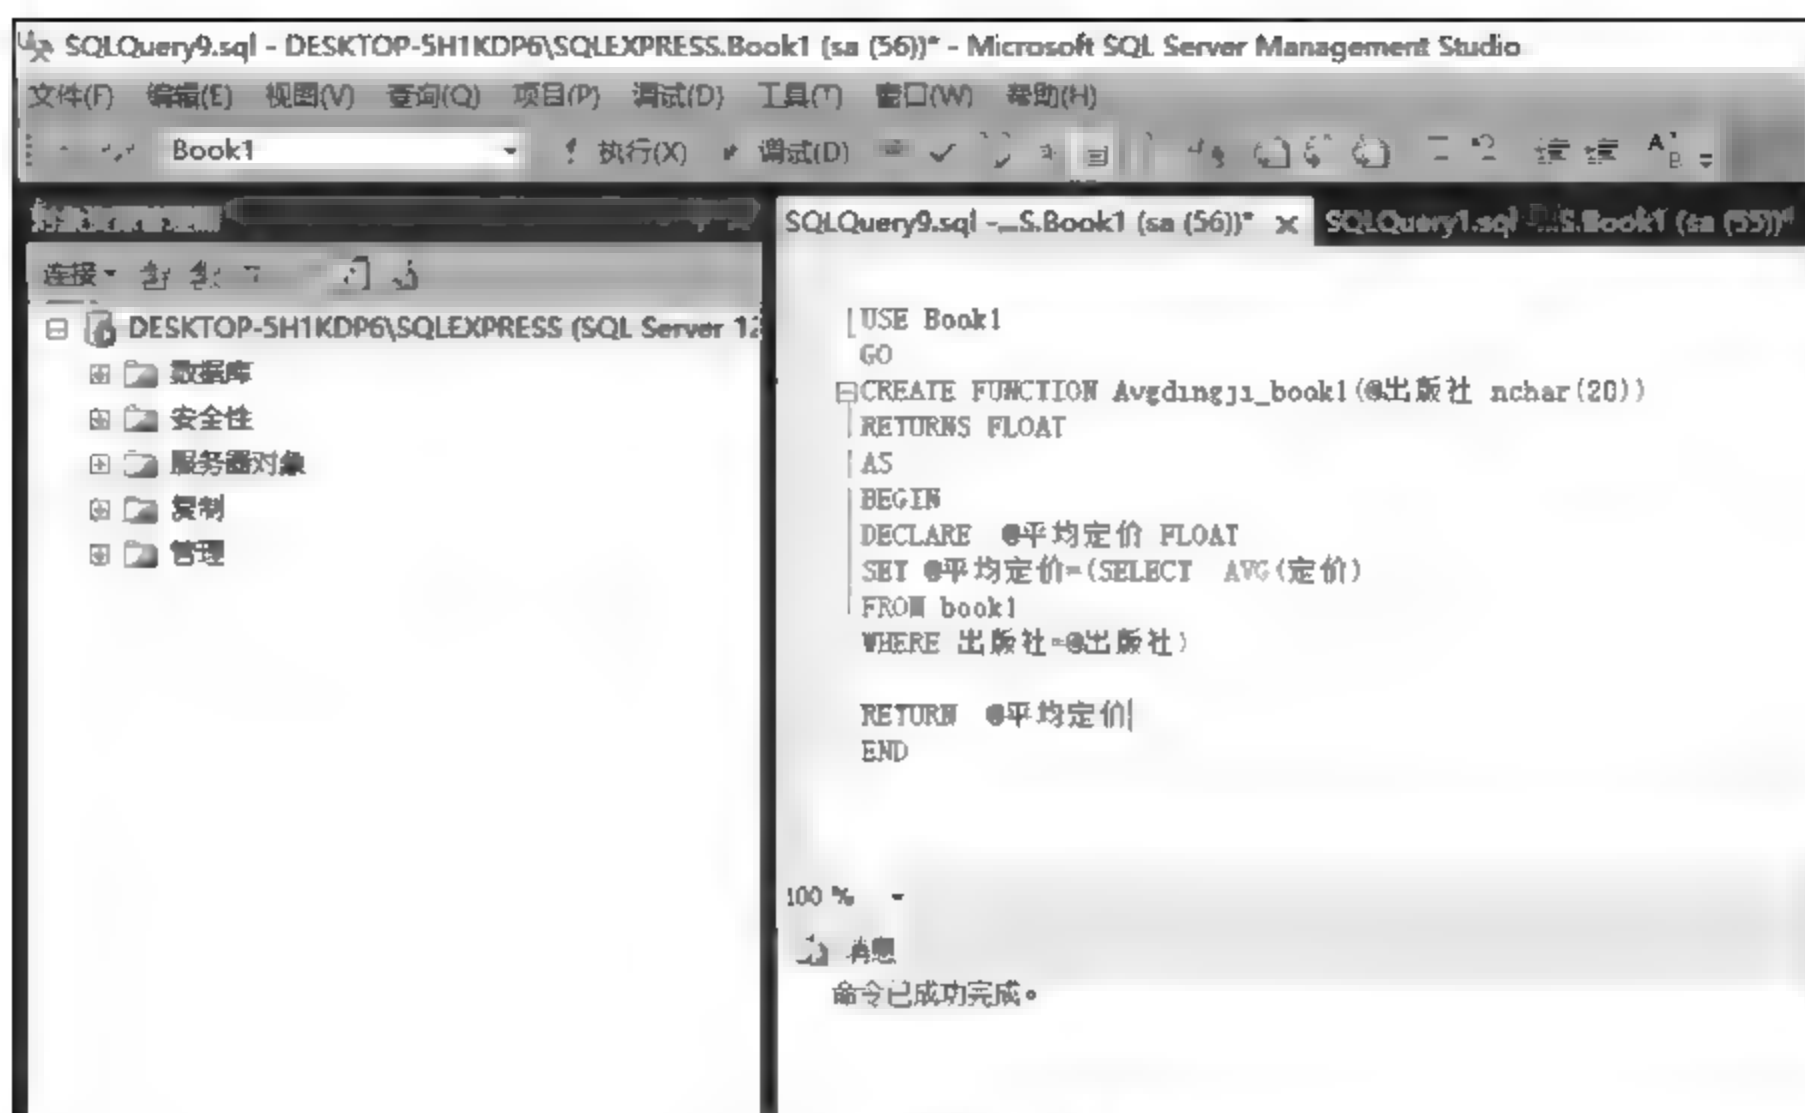 SQLQuery9.sql - DESKTOP-5H1KDP6\SQLEXPRESS.Book1 (sa (56))* - Microsoft SQL Server Management Studio
文件(F) 编辑(E) 视图(V) 查询(Q) 项目(P) 调试(D) 工具(T) 窗口(W) 帮助(H)
Book1 执行(X) 调试(D)
SQLQuery9.sql -...S.Book1 (sa (56))* SQLQuery1.sql -...S.Book1 (sa (55))*
连接
DESKTOP-5H1KDP6\SQLEXPRESS (SQL Server 12
数据库
安全性
服务器对象
复制
管理
USE Book1
GO
CREATE FUNCTION Avgdingji_book1(@出版社 nchar(20))
RETURNS FLOAT
AS
BEGIN
DECLARE @平均定价 FLOAT
SET @平均定价=(SELECT AVG(定价)
FROM book1
WHERE 出版社=@出版社)
RETURN @平均定价
END
100 %
消息
命令已成功完成。